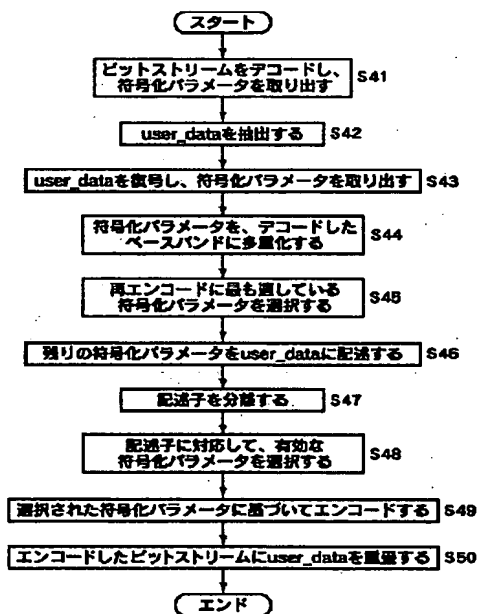 スタート
ビットストリームをデコードし、
符号化パラメータを取り出す
S41
user_dataを抽出する
S42
user_dataを復号し、符号化パラメータを取り出す
S43
符号化パラメータを、デコードした
ベースバンドに多重化する
S44
再エンコードに最も適している
符号化パラメータを選択する
S45
残りの符号化パラメータをuser_dataに記述する
S46
記述子を分離する
S47
記述子に対応して、有効な
符号化パラメータを選択する
S48
選択された符号化パラメータに基づいてエンコードする
S49
エンコードしたビットストリームにuser_dataを重畳する
S50
エンド